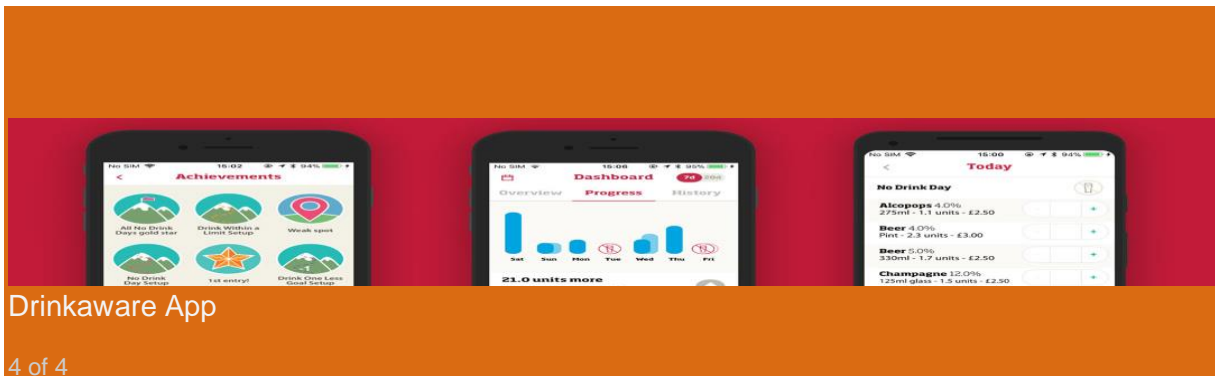 No SIM 15:02 94%
< Achievements
All No Drink
Days gold star
Drink Within a
Limit Setup
Weak spot
No Drink
Day Setup
1st entry!
-1
Drink One Less
Goal Setup
No SIM 15:06 95%
Dashboard 7d 28d
Overview Progress History
Sat Sun Mon Tue Wed Thu Fri
21.0 units more
No SIM 15:00 94%
< Today
No Drink Day
Alcopops 4.0%
275ml - 1.1 units - £2.50
+
Beer 4.0%
Pint - 2.3 units - £3.00
+
Beer 5.0%
330ml - 1.7 units - £2.50
+
Champagne 12.0%
125ml glass - 1.5 units - £2.50
+
Drinkaware App
4 of 4